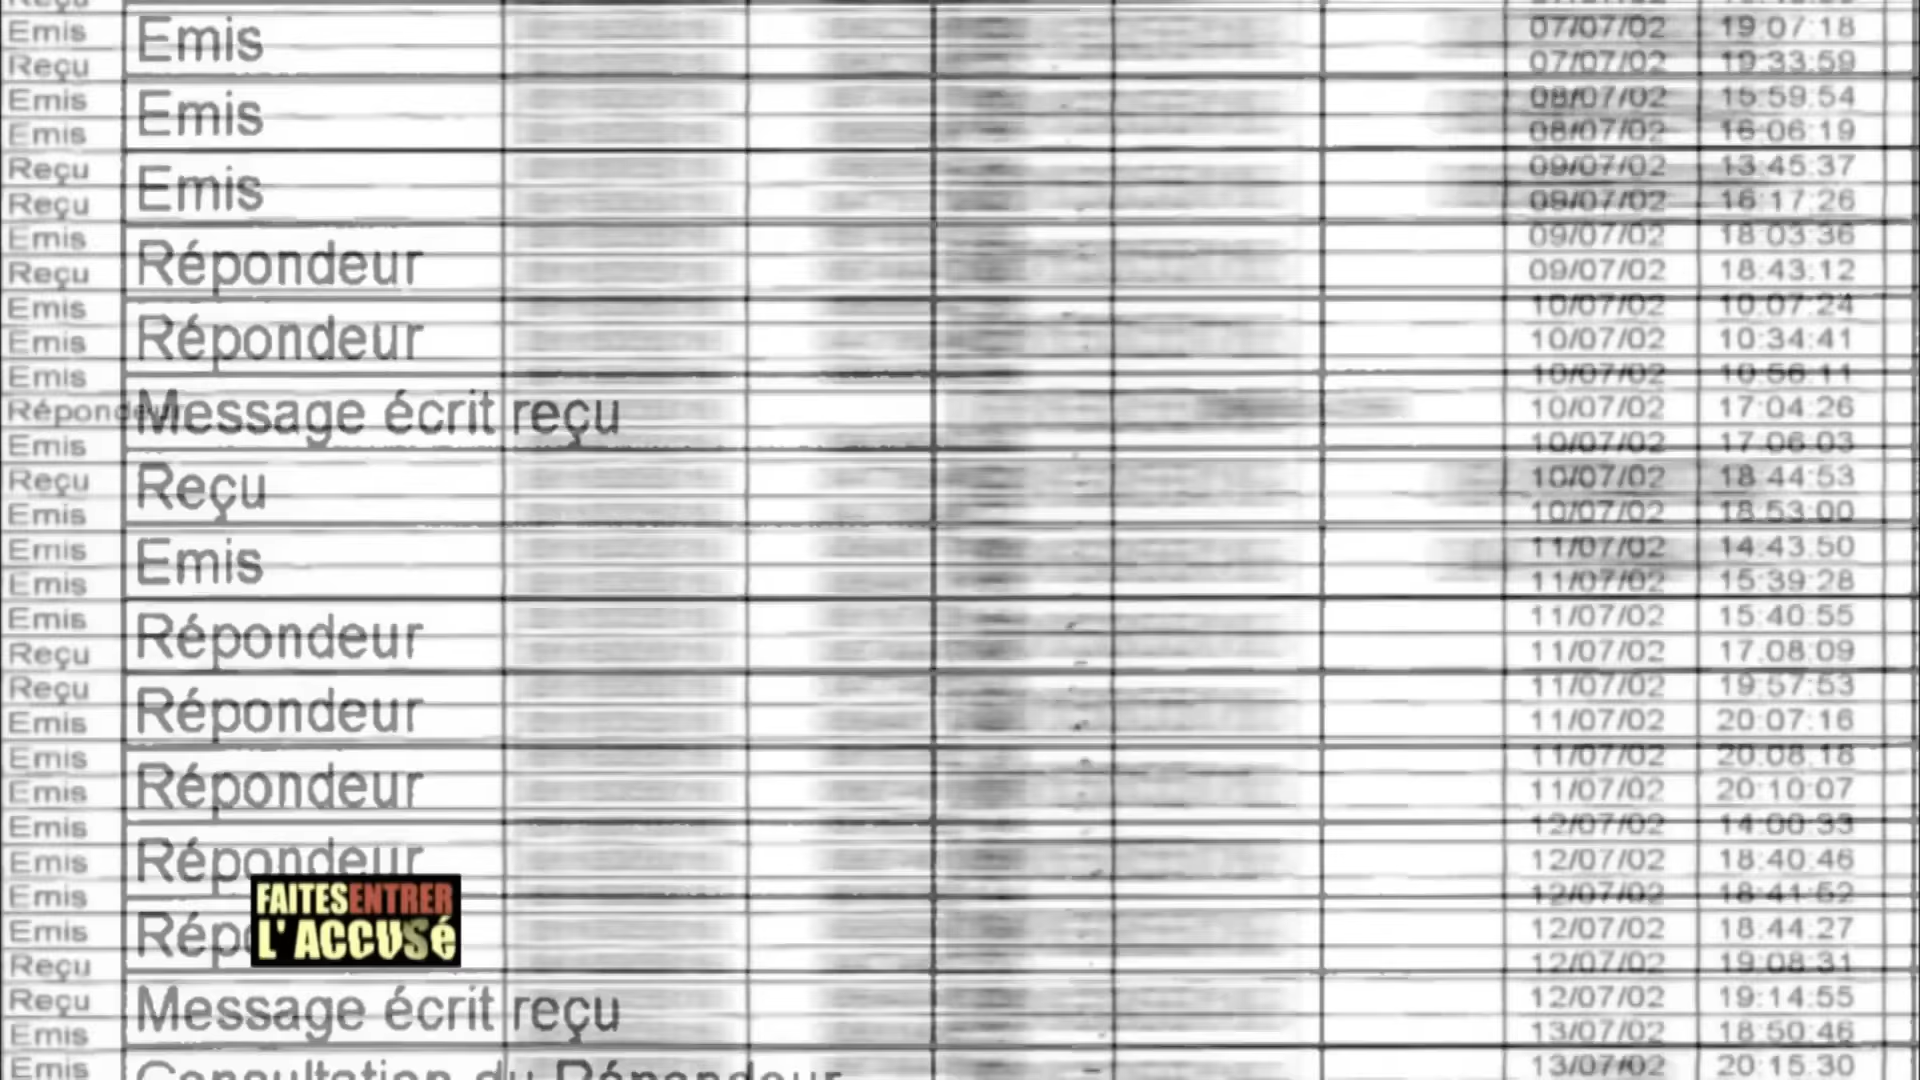 Reçu
Emis 07/07/02 19:07:18
Emis
Reçu 07/07/02 19:33:59
Emis 08/07/02 15:59:54
Emis
Emis 08/07/02 16:06:19
Reçu 09/07/02 13:45:37
Emis
Reçu 09/07/02 16:17:26
Emis 09/07/02 18:03:36
Répondeur
Reçu 09/07/02 18:43:12
Emis 10/07/02 10:07:24
Emis 10/07/02 10:34:41
Répondeur
Emis 10/07/02 10:56:11
Répondeur 10/07/02 17:04:26
Message écrit reçu
Emis 10/07/02 17:06:03
Reçu 10/07/02 18:44:53
Reçu
Emis 10/07/02 18:53:00
Emis 11/07/02 14:43:50
Emis
Emis 11/07/02 15:39:28
Emis 11/07/02 15:40:55
Répondeur
Reçu 11/07/02 17:08:09
Reçu 11/07/02 19:57:53
Répondeur
Emis 11/07/02 20:07:16
Emis 11/07/02 20:08:18
Répondeur
Emis 11/07/02 20:10:07
Emis 12/07/02 14:00:33
Emis 12/07/02 18:40:46
Répondeur
Emis 12/07/02 18:41:52
FAITES ENTRER
L'ACCUSé
Emis 12/07/02 18:44:27
Répo
Reçu 12/07/02 19:08:31
Reçu 12/07/02 19:14:55
Message écrit reçu
Emis 13/07/02 18:50:46
Emis 13/07/02 20:15:30
Consultation du Répondeur